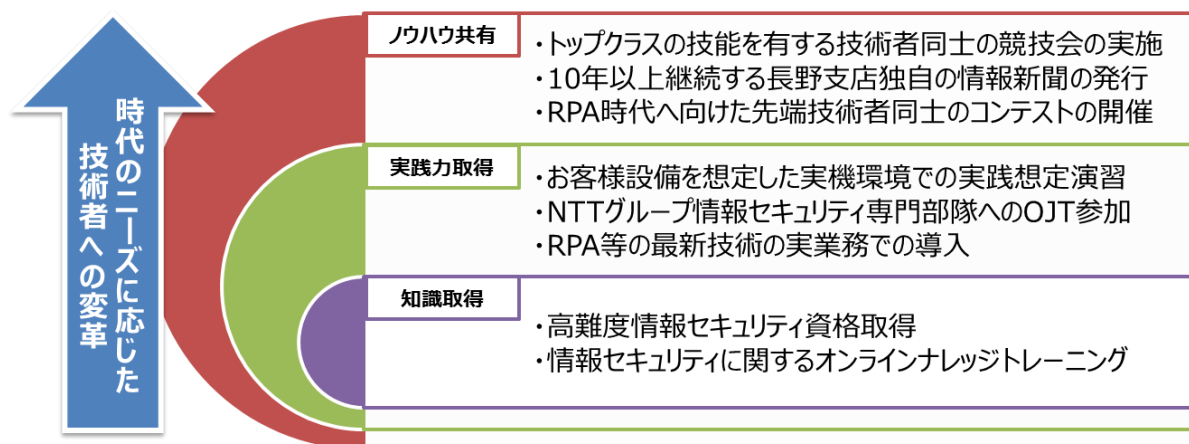 時代のニーズに応じた
技術者への変革
ノウハウ共有
・トップクラスの技能を有する技術者同士の競技会の実施
・10年以上継続する長野支店独自の情報新聞の発行
・RPA時代へ向けた先端技術者同士のコンテストの開催
実践力取得
・お客様設備を想定した実機環境での実践想定演習
・NTTグループ情報セキュリティ専門部隊へのOJT参加
・RPA等の最新技術の実業務での導入
知識取得
・高難度情報セキュリティ資格取得
・情報セキュリティに関するオンラインナレッジトレーニング